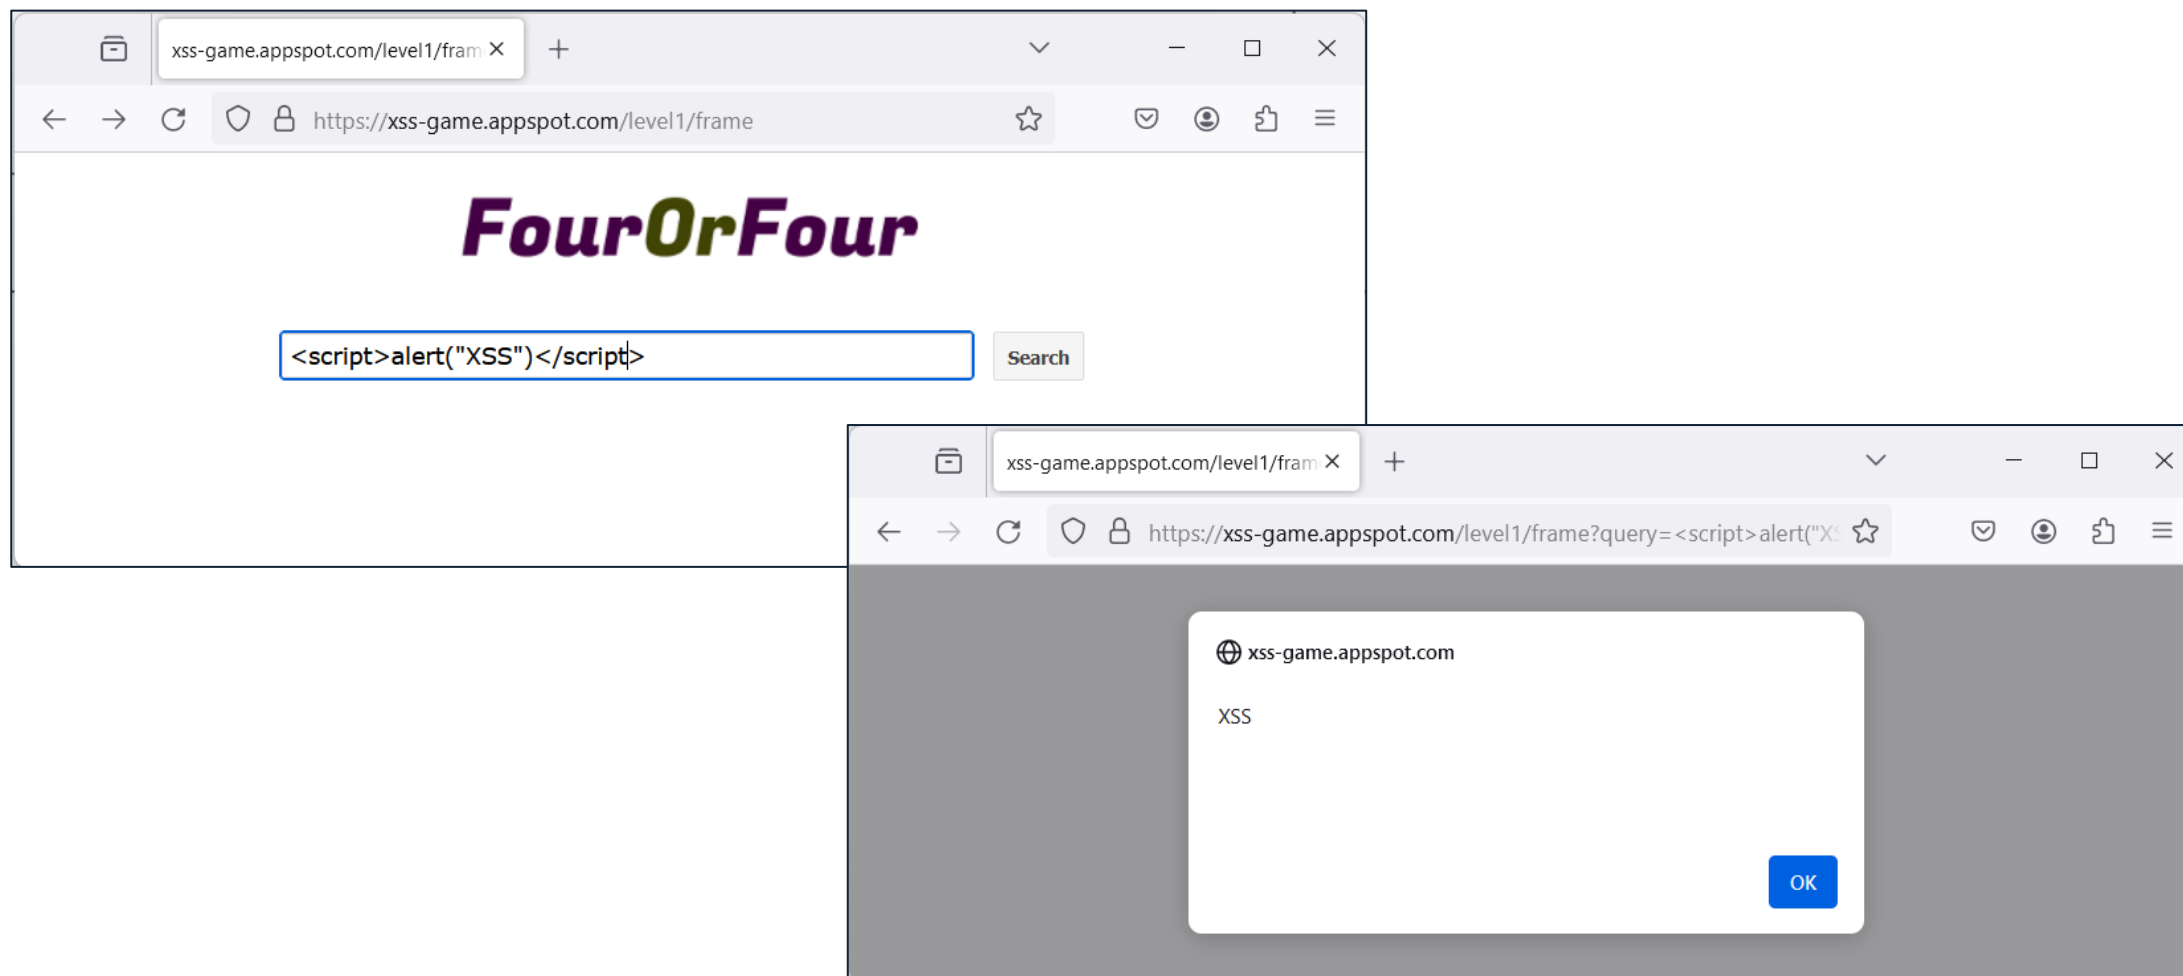 xss-game.appspot.com/level1/fram
https://xss-game.appspot.com/level1/frame
FourOrFour
<script>alert("XSS")</script>
Search
xss-game.appspot.com/level1/fram
https://xss-game.appspot.com/level1/frame?query=<script>alert("XS
xss-game.appspot.com
XSS
OK